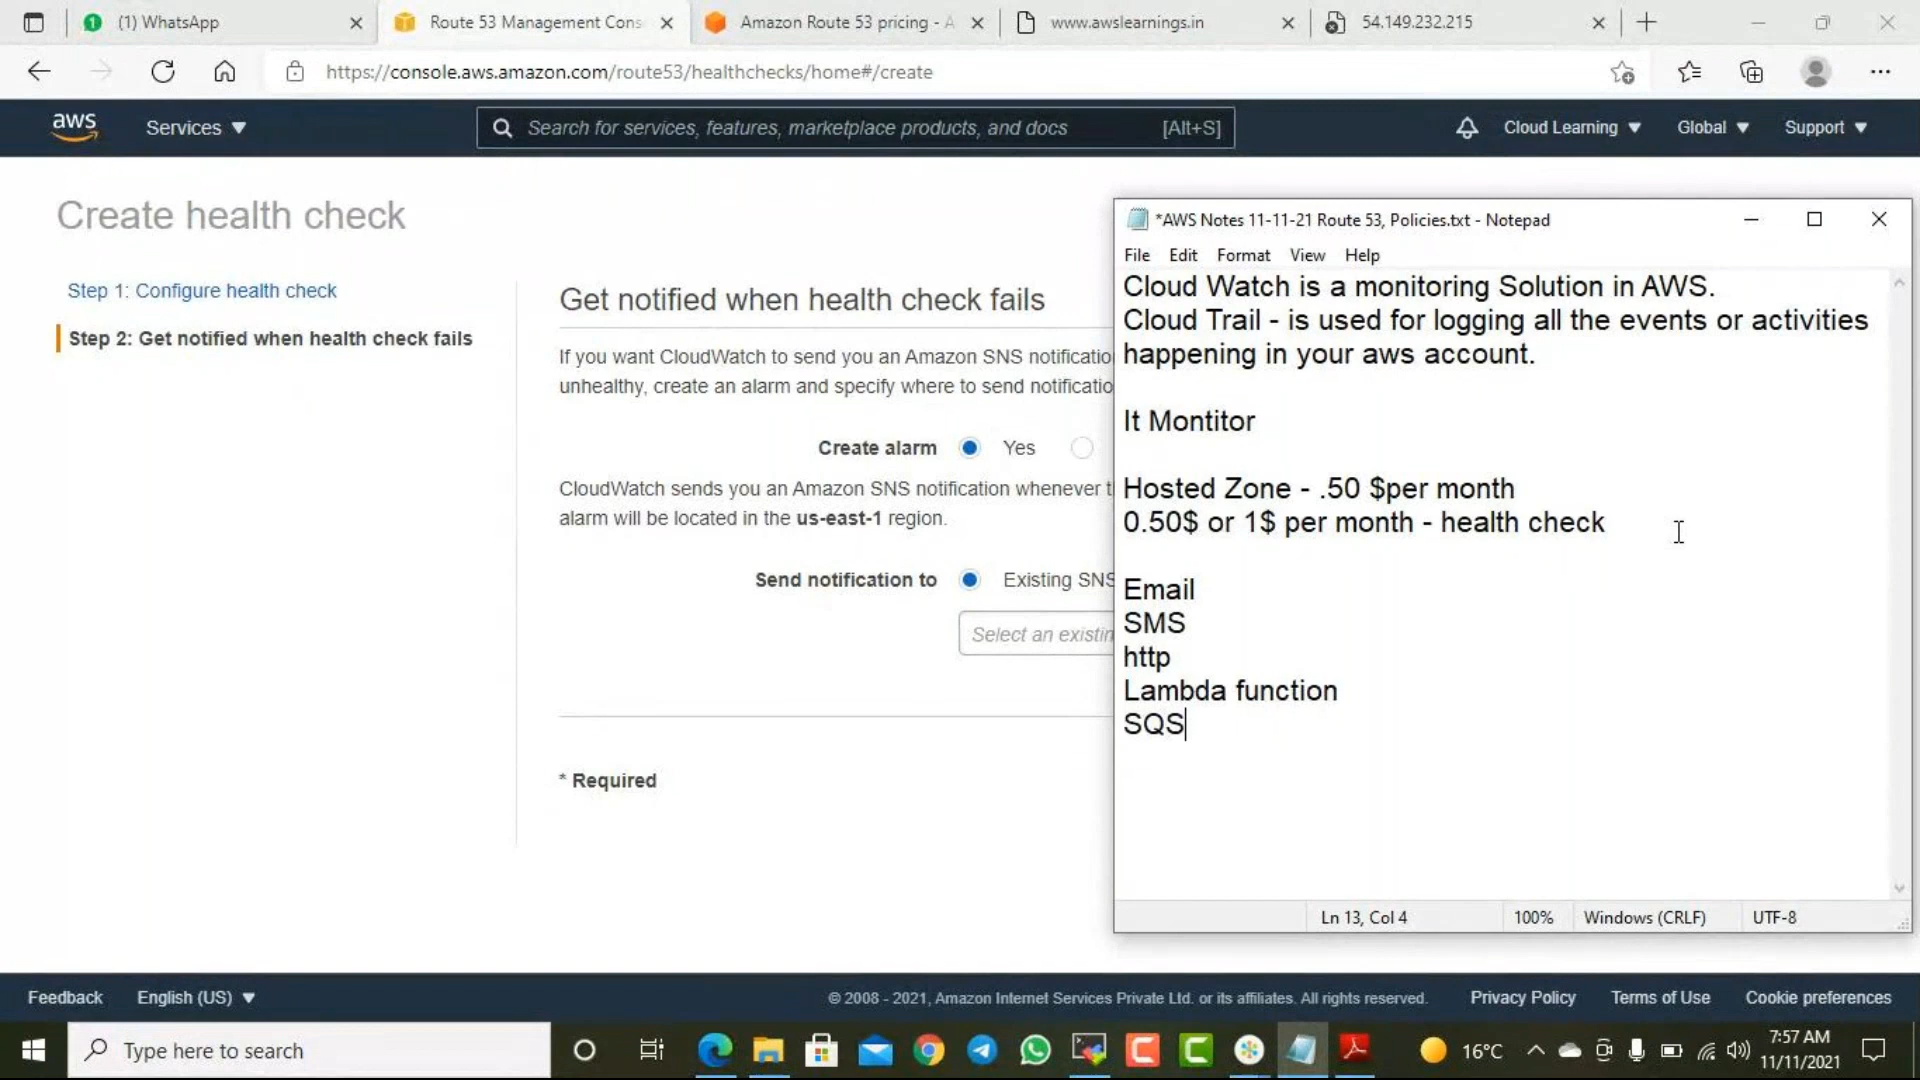 (1) WhatsApp
Route 53 Management Cons
Amazon Route 53 pricing - A
www.awslearnings.in
54.149.232.215
https://console.aws.amazon.com/route53/healthchecks/home#/create
aws
Services
Search for services, features, marketplace products, and docs
[Alt+S]
Cloud Learning
Global
Support
Create health check
Step 1: Configure health check
Step 2: Get notified when health check fails
Get notified when health check fails
If you want CloudWatch to send you an Amazon SNS notificatio
unhealthy, create an alarm and specify where to send notificatio
Create alarm
Yes
CloudWatch sends you an Amazon SNS notification whenever t
alarm will be located in the us-east-1 region.
Send notification to
Existing SNS
Select an existin
* Required
*AWS Notes 11-11-21 Route 53, Policies.txt - Notepad
File Edit Format View Help
Cloud Watch is a monitoring Solution in AWS.
Cloud Trail - is used for logging all the events or activities
happening in your aws account.
It Montitor
Hosted Zone - .50 $per month
0.50$ or 1$ per month - health check
Email
SMS
http
Lambda function
SQS
Ln 13, Col 4
100%
Windows (CRLF)
UTF-8
Feedback
English (US)
© 2008 - 2021, Amazon Internet Services Private Ltd. or its affiliates. All rights reserved.
Privacy Policy
Terms of Use
Cookie preferences
Type here to search
16°C
7:57 AM
11/11/2021